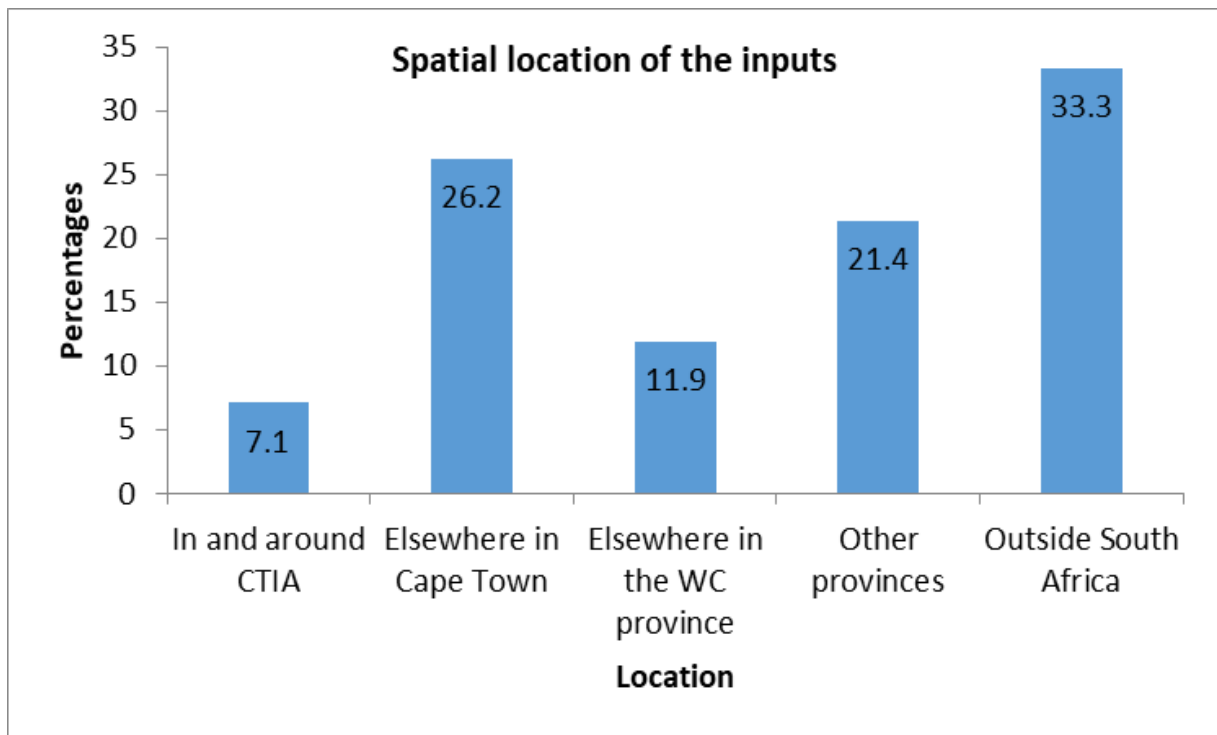 Spatial location of the inputs
Percentages
35
30
25
20
15
10
5
0
7.1
26.2
11.9
21.4
33.3
In and around
CTIA
Elsewhere in
Cape Town
Elsewhere in
the WC
province
Other
provinces
Outside South
Africa
Location